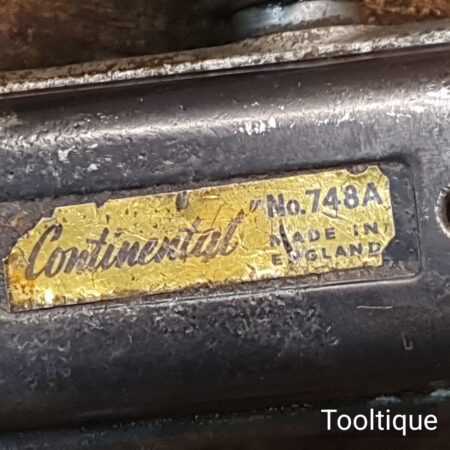 Continental
No. 748A
MADE IN
ENGLAND
Tooltique